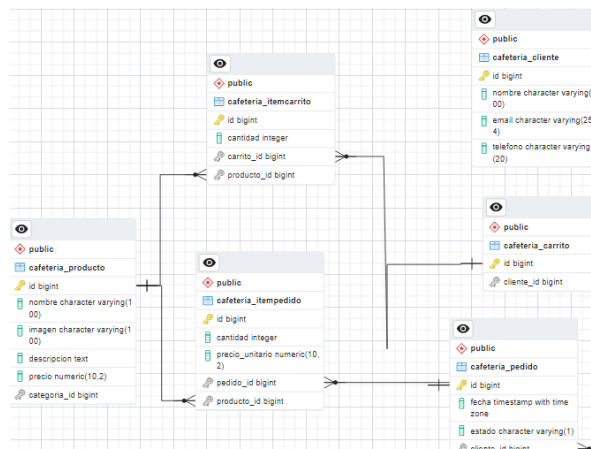 public
cafeteria_itemcarrito
id bigint
cantidad integer
carrito_id bigint
producto_id bigint
public
cafeteria_cliente
id bigint
nombre character varying(
00)
email character varying(25
4)
telefono character varying
(20)
public
cafeteria_producto
id bigint
nombre character varying(1
00)
imagen character varying(1
00)
descripcion text
precio numeric(10,2)
categoria_id bigint
public
cafeteria_itempedido
id bigint
cantidad integer
precio_unitario numeric(10,
2)
pedido_id bigint
producto_id bigint
public
cafeteria_carrito
id bigint
cliente_id bigint
public
cafeteria_pedido
id bigint
fecha timestamp with time
zone
estado character varying(1)
cliente_id bigint